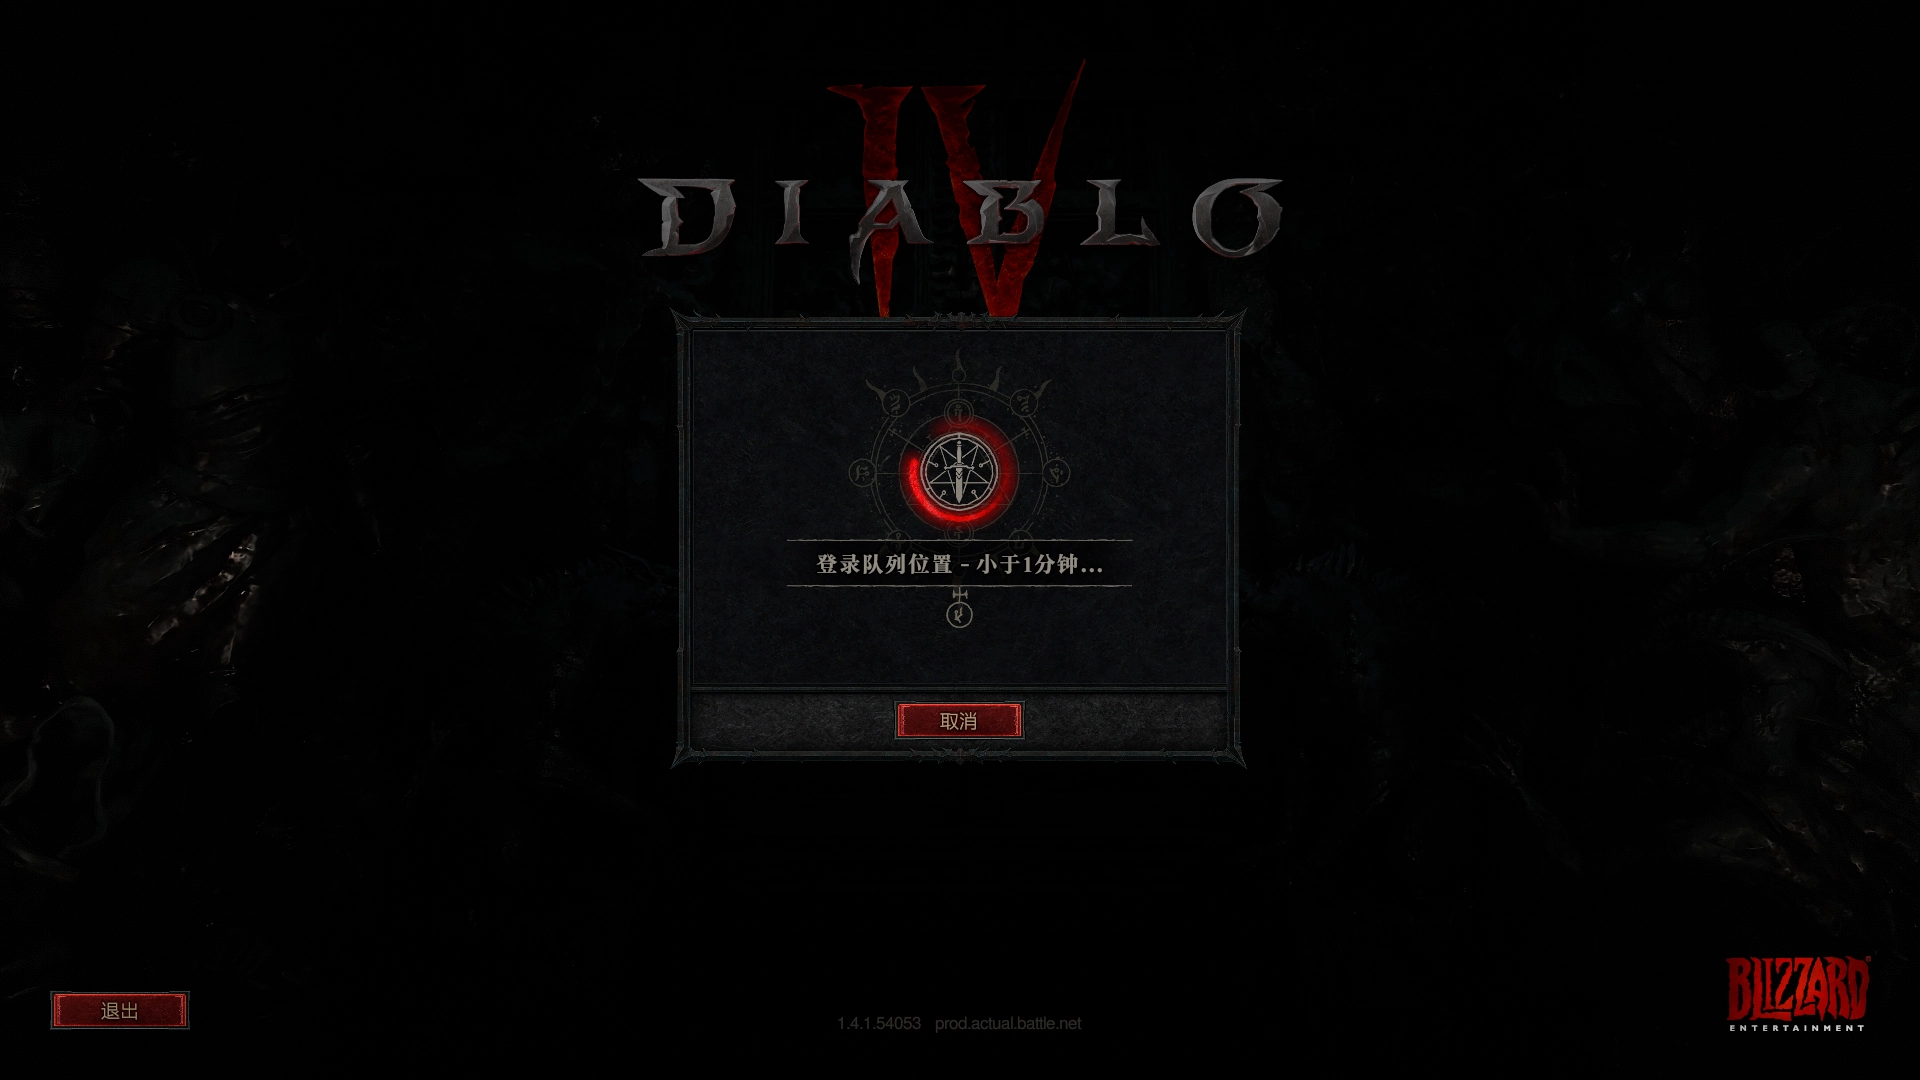 DIABLO
IV
登录队列位置 - 小于1分钟...
取消
退出
1.4.1.54053 prod.actual.battle.net
BLIZZARD®
ENTERTAINMENT